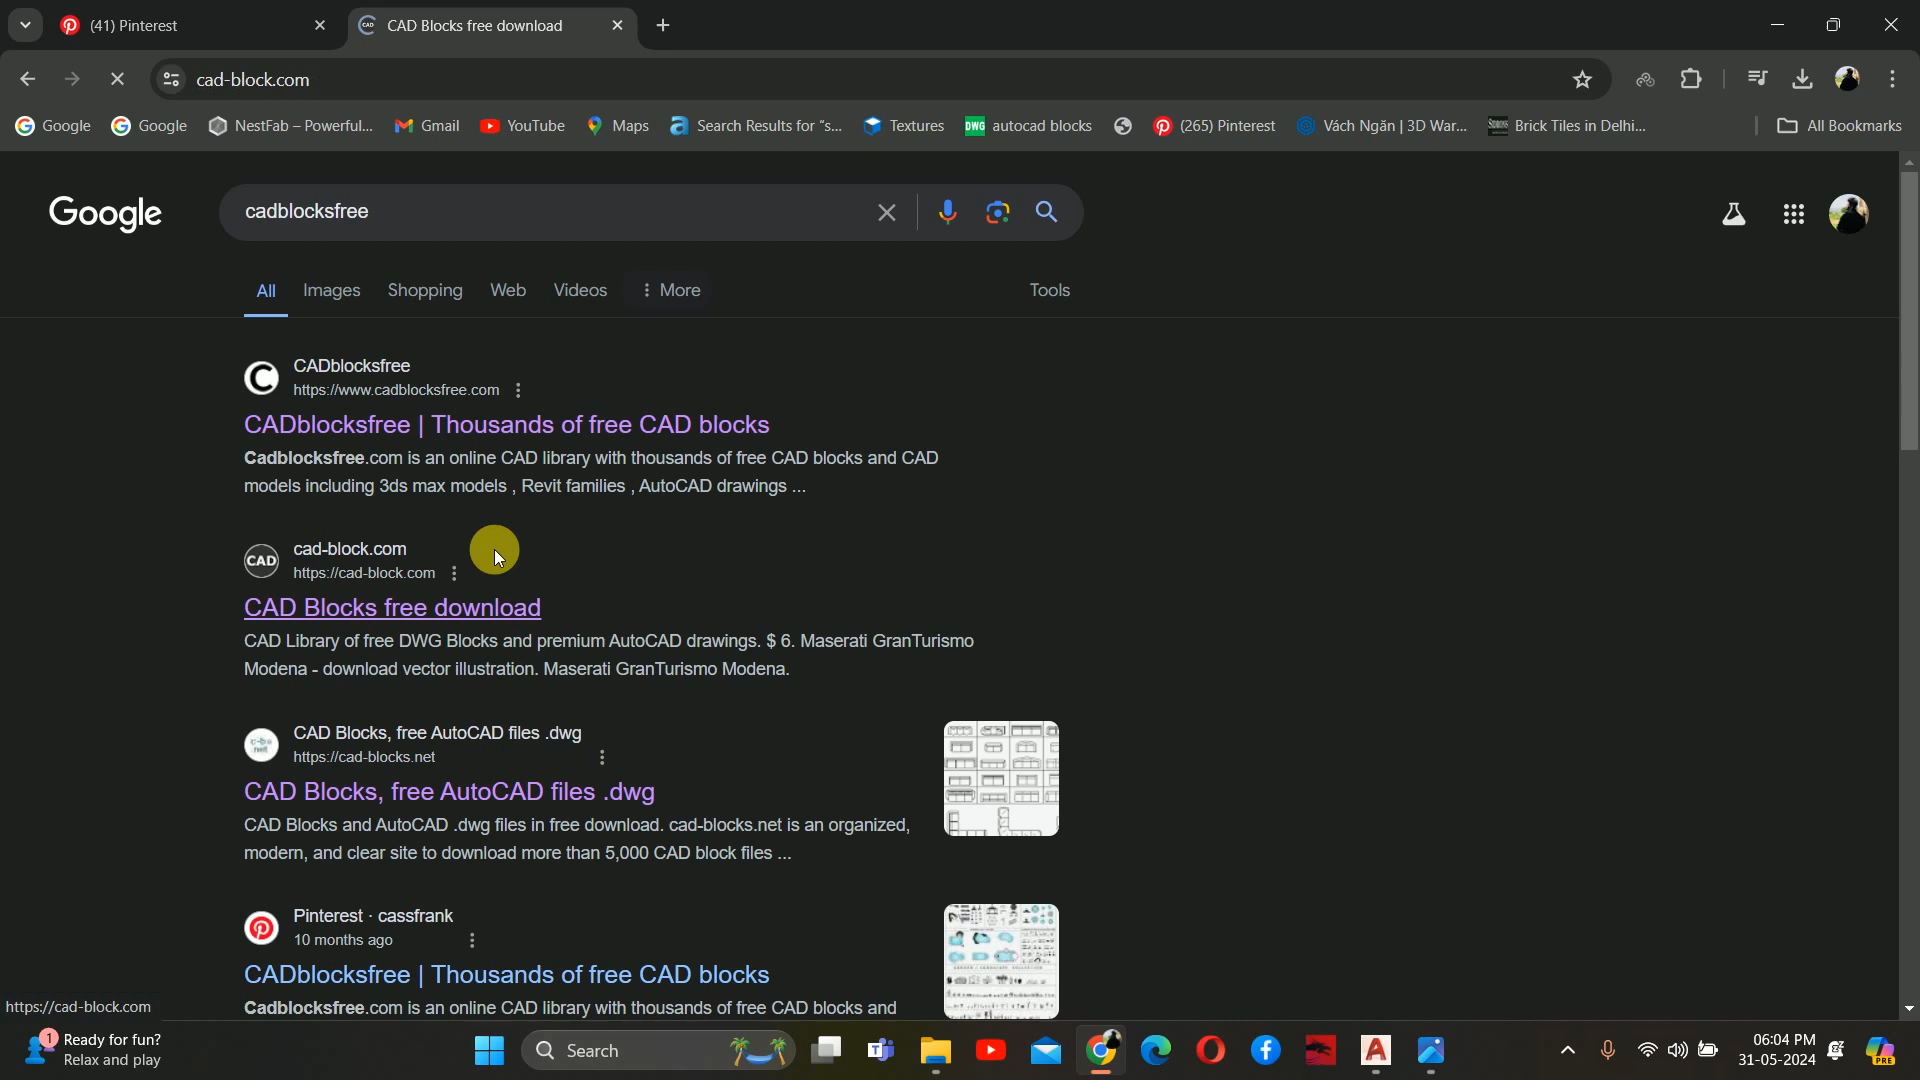 (41) Pinterest
CAD Blocks free download
cad-block.com
Google
Google
NestFab – Powerful...
Gmail
YouTube
Maps
Search Results for "s...
Textures
autocad blocks
(265) Pinterest
Vách Ngăn | 3D War...
Brick Tiles in Delhi...
All Bookmarks
Google
cadblocksfree
All
Images
Shopping
Web
Videos
More
Tools
CADblocksfree
https://www.cadblocksfree.com
CADblocksfree | Thousands of free CAD blocks
Cadblocksfree.com is an online CAD library with thousands of free CAD blocks and CAD
models including 3ds max models , Revit families , AutoCAD drawings ...
CAD
cad-block.com
https://cad-block.com
CAD Blocks free download
CAD Library of free DWG Blocks and premium AutoCAD drawings. $ 6. Maserati GranTurismo
Modena - download vector illustration. Maserati GranTurismo Modena.
CAD Blocks, free AutoCAD files .dwg
https://cad-blocks.net
CAD Blocks, free AutoCAD files .dwg
CAD Blocks and AutoCAD .dwg files in free download. cad-blocks.net is an organized,
modern, and clear site to download more than 5,000 CAD block files ...
Pinterest · cassfrank
10 months ago
CADblocksfree | Thousands of free CAD blocks
Cadblocksfree.com is an online CAD library with thousands of free CAD blocks and
https://cad-block.com
1
Ready for fun?
Relax and play
Search
06:04 PM
31-05-2024
PRE